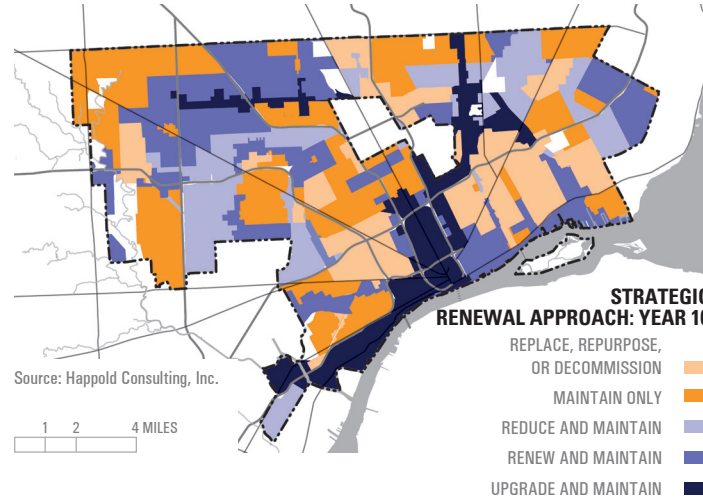 STRATEGIC
RENEWAL APPROACH: YEAR 10
REPLACE, REPURPOSE,
OR DECOMMISSION
MAINTAIN ONLY
REDUCE AND MAINTAIN
RENEW AND MAINTAIN
UPGRADE AND MAINTAIN
Source: Happold Consulting, Inc.
1 2 4 MILES